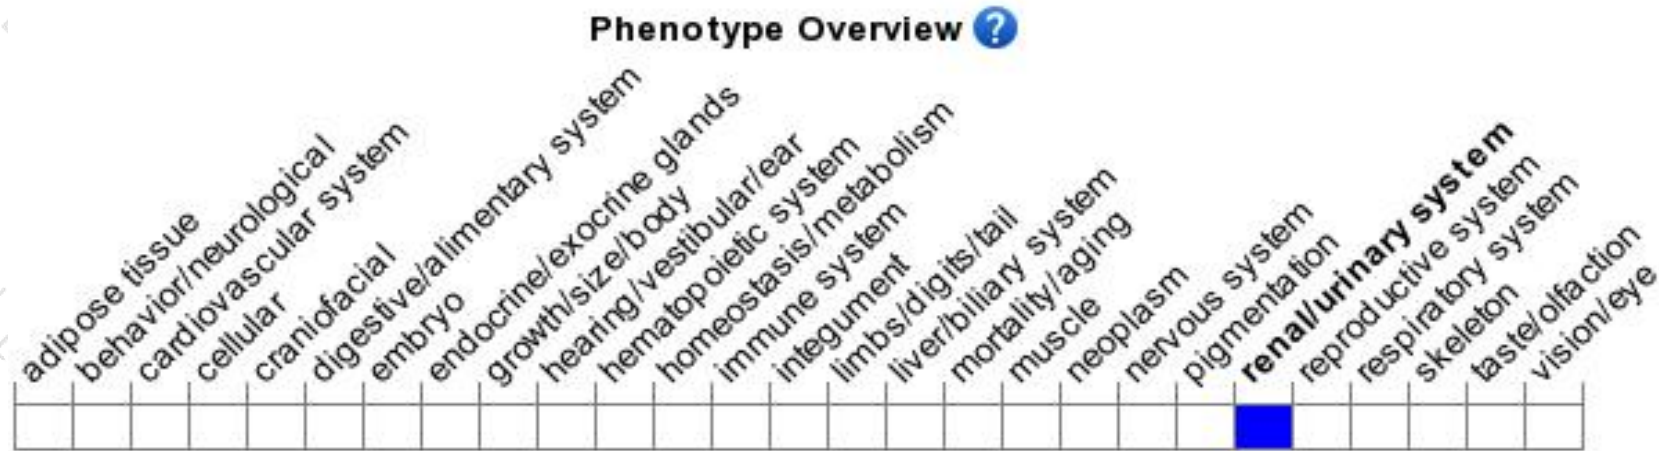 Phenotype Overview ?
adipose tissue
behavior/neurological
cardiovascular system
cellular
craniofacial
digestive/alimentary system
embryo
endocrine/exocrine glands
growth/size/body
hearing/vestibular/ear
hematopoietic system
homeostasis/metabolism
immune system
integument
limbs/digits/tail
liver/biliary system
mortality/aging
muscle
neoplasm
nervous system
pigmentation
renal/urinary system
reproductive system
respiratory system
skeleton
taste/olfaction
vision/eye